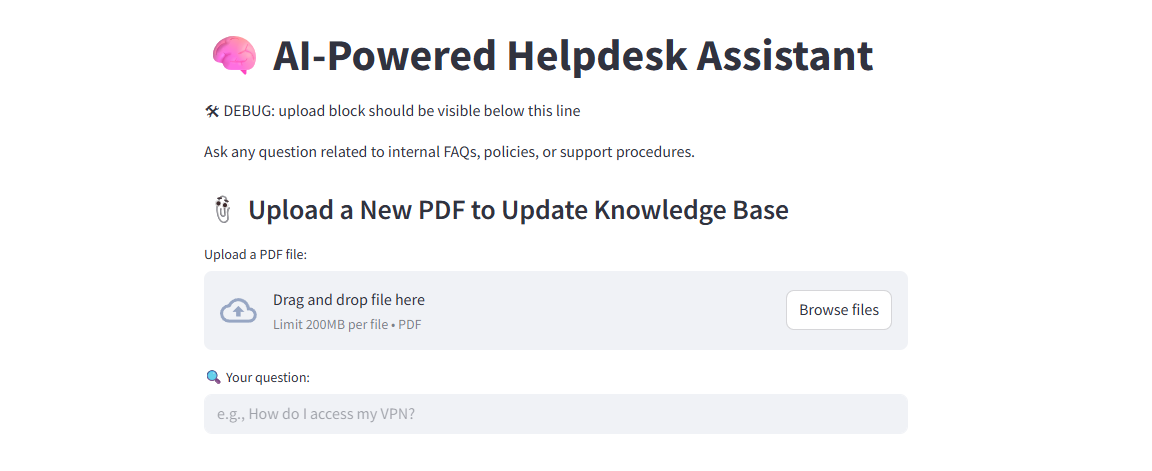 🧠 AI-Powered Helpdesk Assistant
🛠 DEBUG: upload block should be visible below this line
Ask any question related to internal FAQs, policies, or support procedures.
Upload a New PDF to Update Knowledge Base
Upload a PDF file:
Drag and drop file here
Limit 200MB per file • PDF
Browse files
🔍 Your question:
e.g., How do I access my VPN?